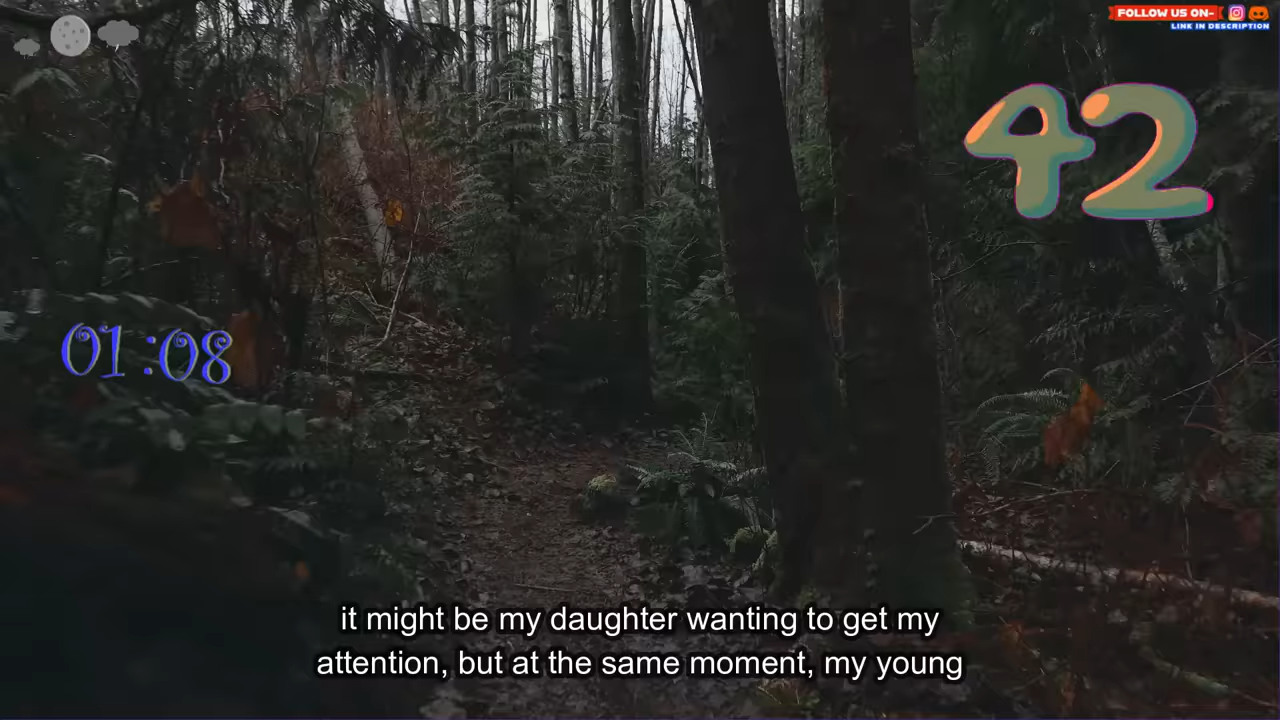 FOLLOW US ON-
LINK IN DESCRIPTION
42
01:08
it might be my daughter wanting to get my
attention, but at the same moment, my young